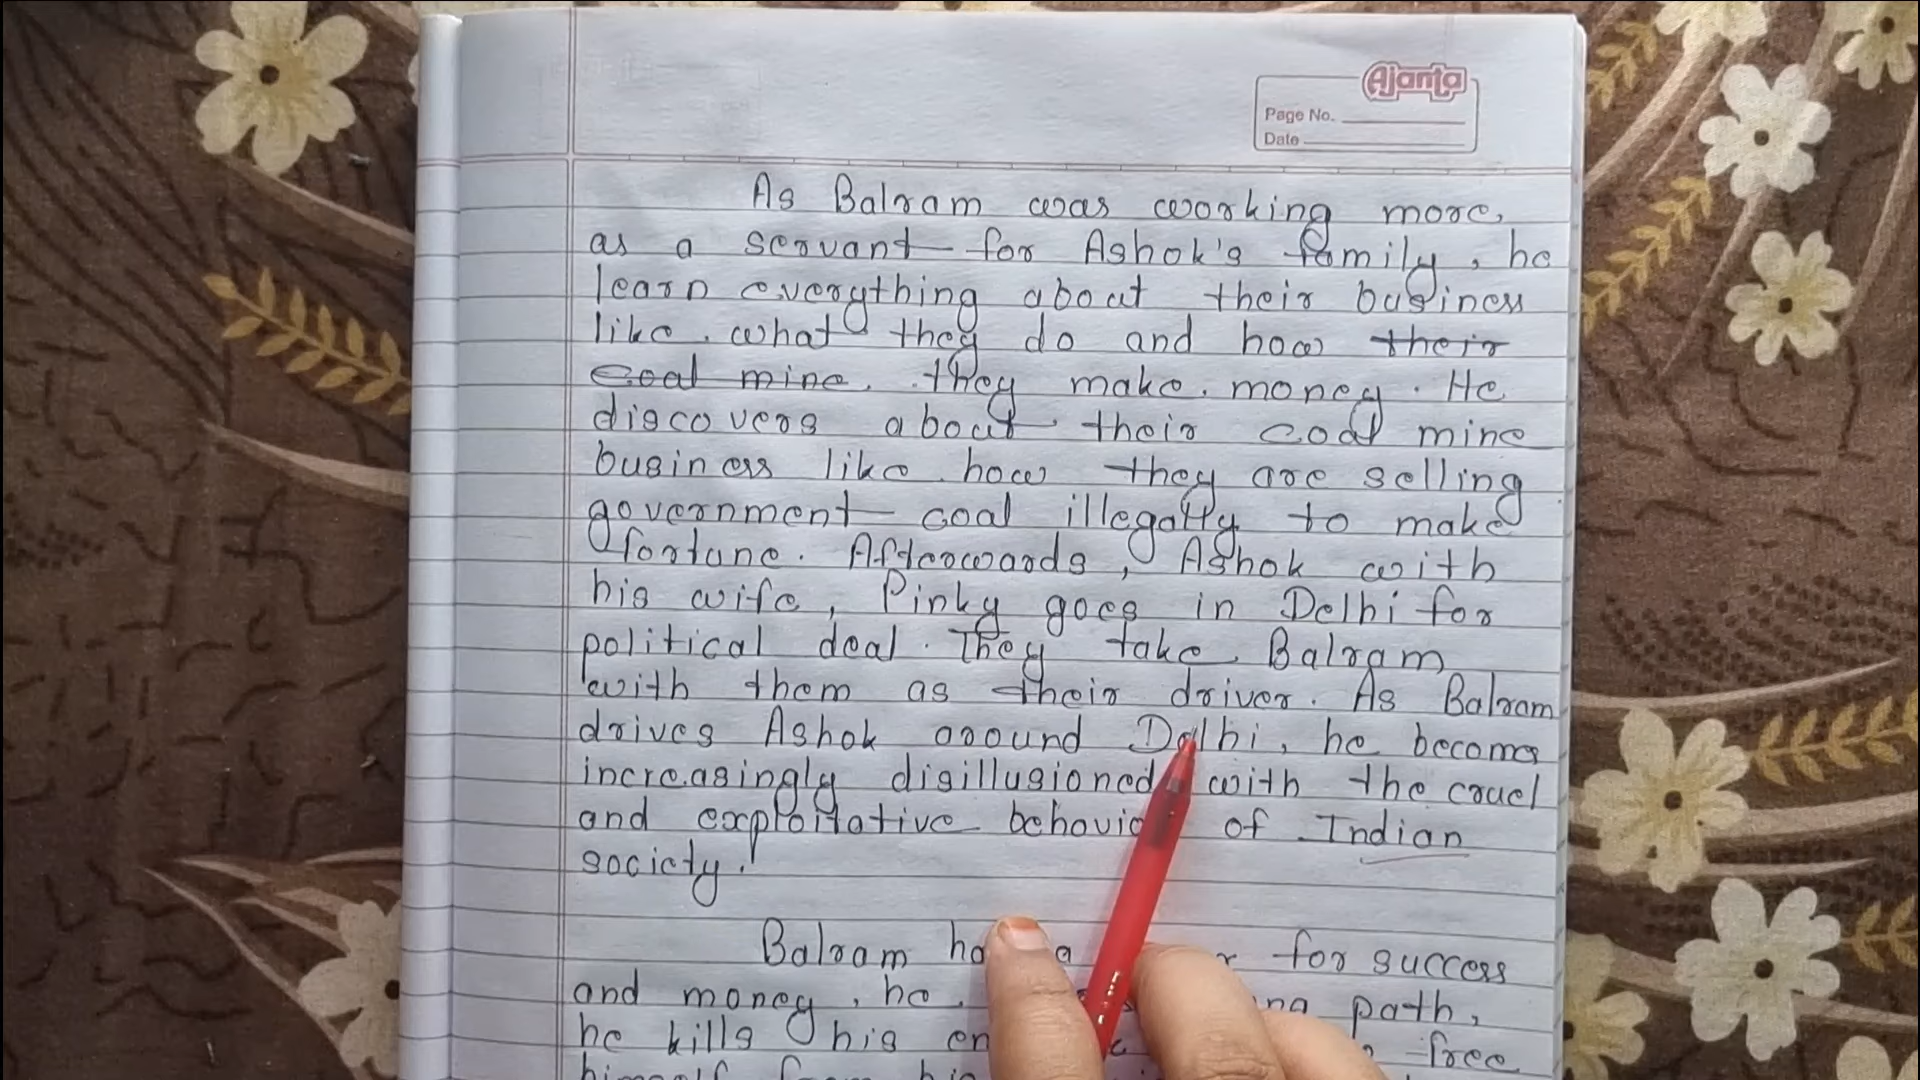 Ajanta
Page No.
Date
As Balram was working more,
as a servant for Ashok's family, he
learn everything about their business
like what they do and how their
coal mine. they make money. He
discovers about their coal mine
business like how they are selling
government coal illegally to make
fortune. Afterwards, Ashok with
his wife, Pinky goes in Delhi for
political deal. They take Balram
with them as their driver. As Balram
drives Ashok around Delhi, he becomes
increasingly disillusioned with the cruel
and exploitative of Indian
society.
Balram for success
and money, he path,
he kills his free
himself from